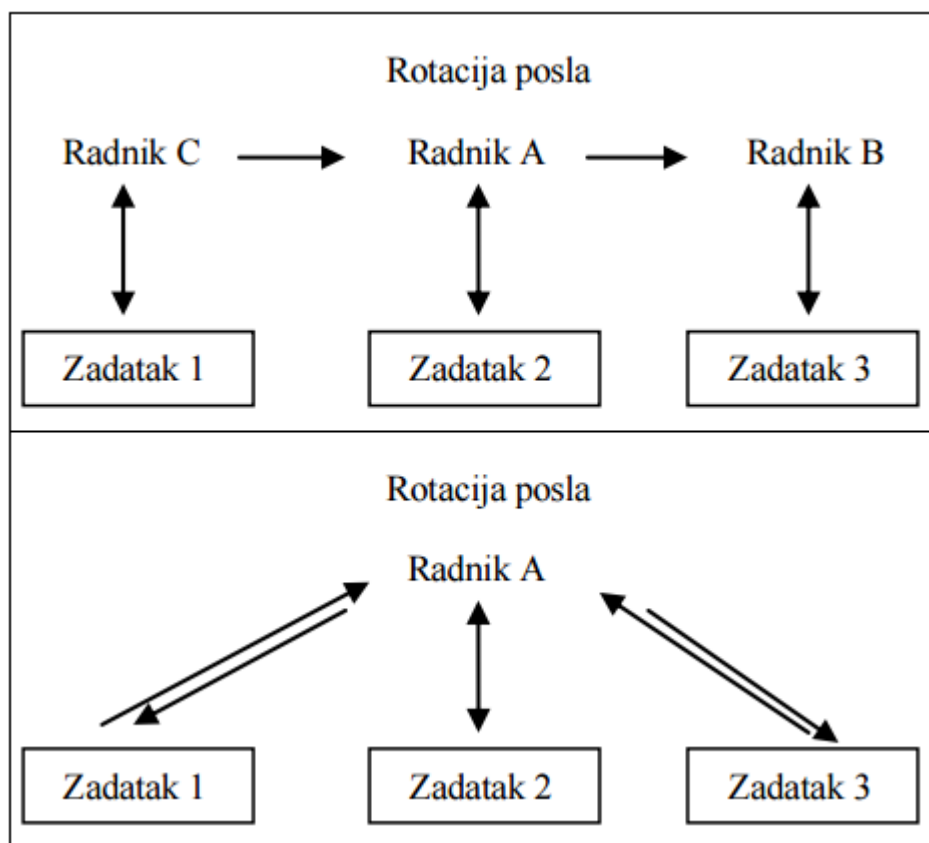 Rotacija posla
Radnik C Radnik A Radnik B
Zadatak 1 Zadatak 2 Zadatak 3
Rotacija posla
Radnik A
Zadatak 1 Zadatak 2 Zadatak 3